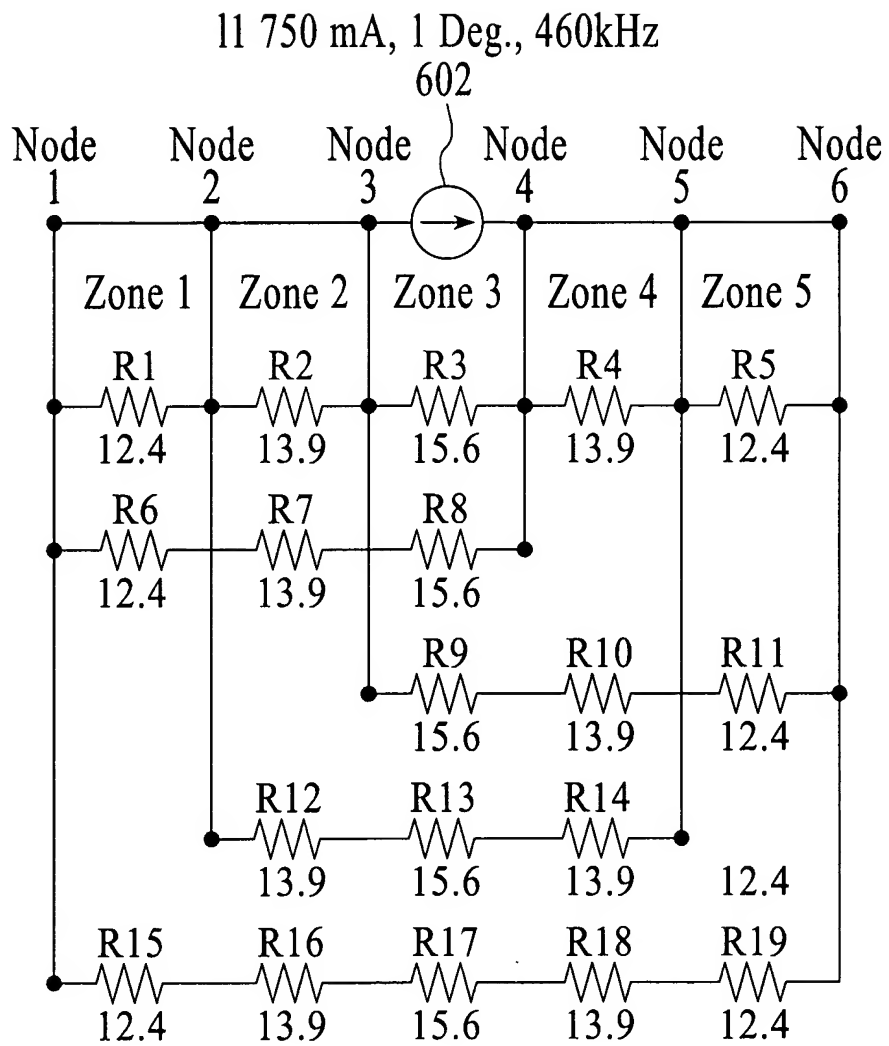 I1 750 mA, 1 Deg., 460kHz
602
Node Node Node Node Node Node
1 2 3 4 5 6
Zone 1 Zone 2 Zone 3 Zone 4 Zone 5
R1 R2 R3 R4 R5
12.4 13.9 15.6 13.9 12.4
R6 R7 R8
12.4 13.9 15.6
R9 R10 R11
15.6 13.9 12.4
R12 R13 R14
13.9 15.6 13.9 12.4
R15 R16 R17 R18 R19
12.4 13.9 15.6 13.9 12.4